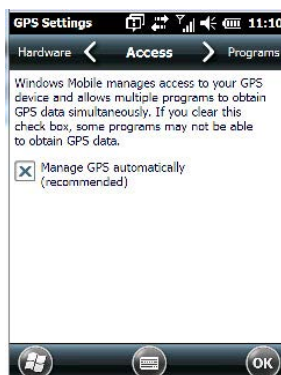 GPS Settings 11:10
Hardware Access Programs
Windows Mobile manages access to your GPS
device and allows multiple programs to obtain
GPS data simultaneously. If you clear this
check box, some programs may not be able
to obtain GPS data.
Manage GPS automatically
(recommended)
OK